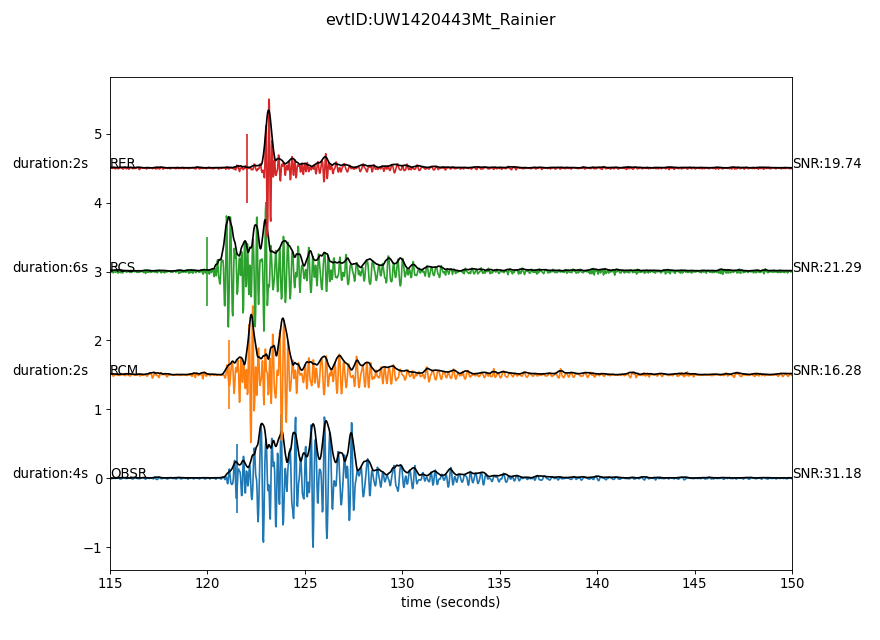 evtID:UW1420443Mt_Rainier
5
duration:2s RER SNR:19.74
4
duration:6s RCS 3 SNR:21.29
2
duration:2s RCM SNR:16.28
1
duration:4s OBSR 0 SNR:31.18
−1
115 120 125 130 135 140 145 150
time (seconds)